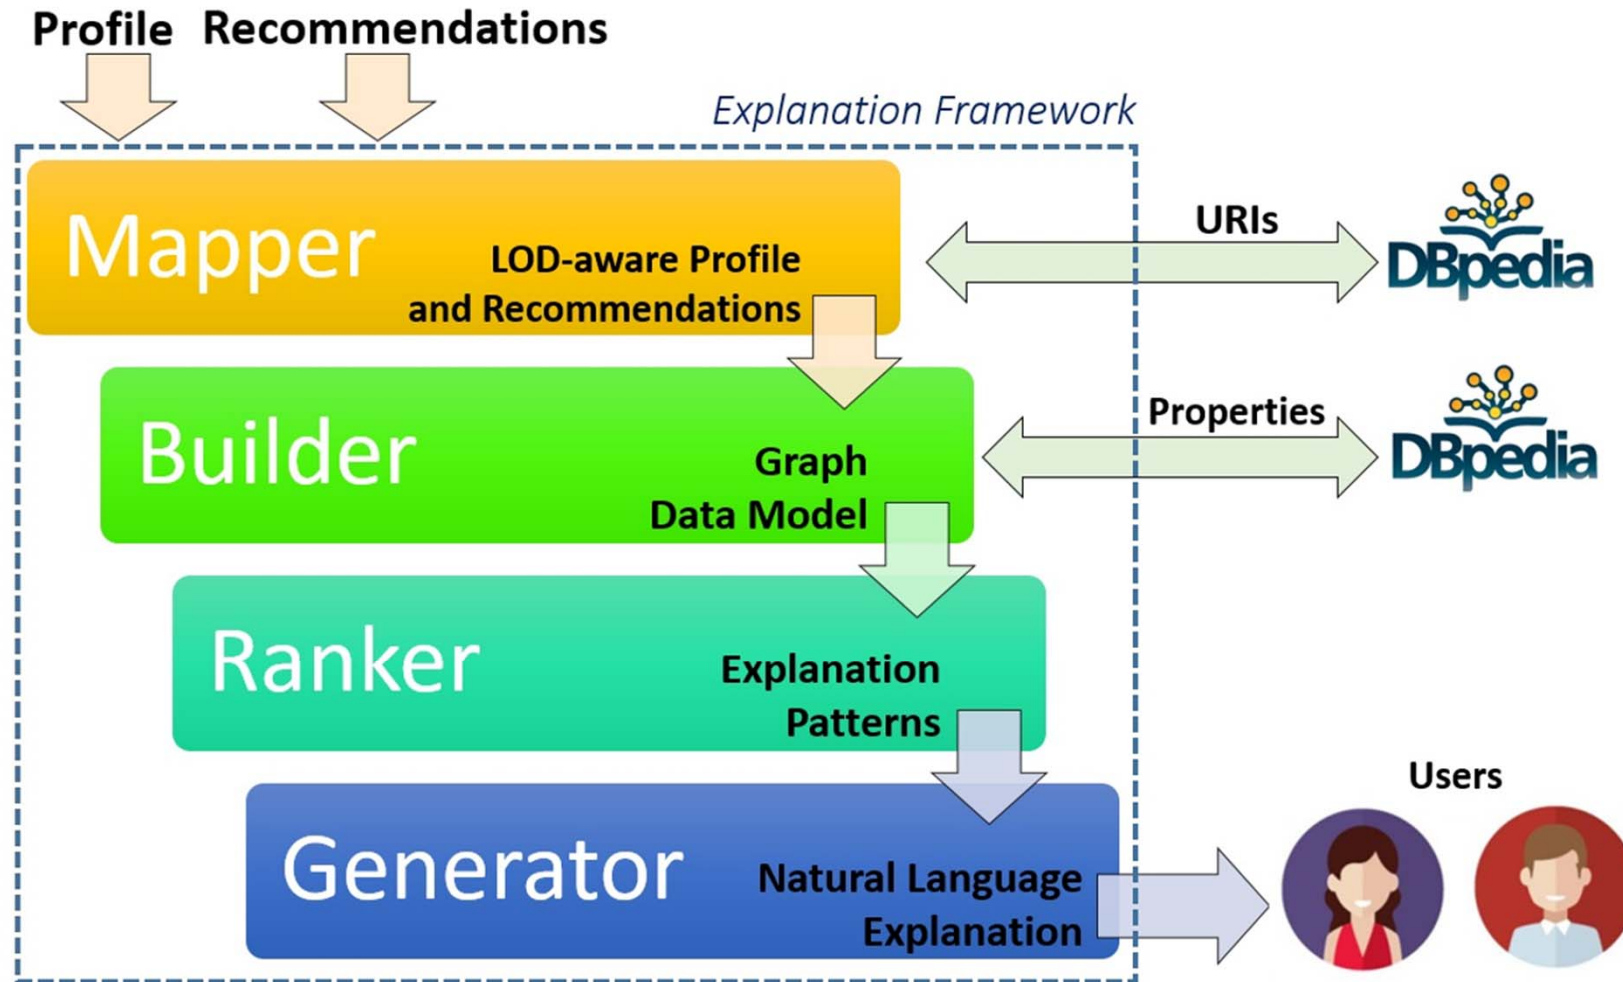 Profile Recommendations
Explanation Framework
Mapper
LOD-aware Profile
and Recommendations
URIs
DBpedia
Builder
Graph
Data Model
Properties
DBpedia
Ranker
Explanation
Patterns
Generator
Natural Language
Explanation
Users